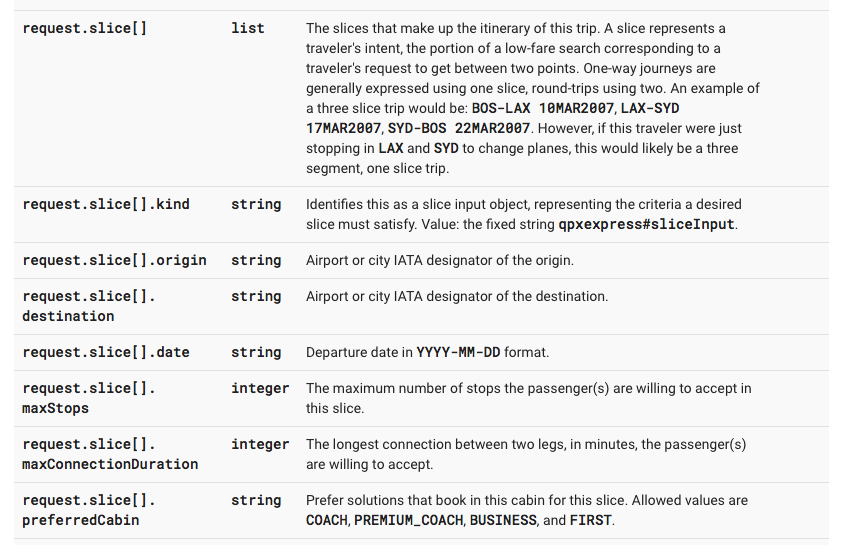 request.slice[] list The slices that make up the itinerary of this trip. A slice represents a
traveler's intent, the portion of a low-fare search corresponding to a
traveler's request to get between two points. One-way journeys are
generally expressed using one slice, round-trips using two. An example of
a three slice trip would be: BOS-LAX 10MAR2007, LAX-SYD
17MAR2007, SYD-BOS 22MAR2007. However, if this traveler were just
stopping in LAX and SYD to change planes, this would likely be a three
segment, one slice trip.
request.slice[].kind string Identifies this as a slice input object, representing the criteria a desired
slice must satisfy. Value: the fixed string qpxexpress#sliceInput.
request.slice[].origin string Airport or city IATA designator of the origin.
request.slice[]. string Airport or city IATA designator of the destination.
destination
request.slice[].date string Departure date in YYYY-MM-DD format.
request.slice[]. integer The maximum number of stops the passenger(s) are willing to accept in
maxStops this slice.
request.slice[]. integer The longest connection between two legs, in minutes, the passenger(s)
maxConnectionDuration are willing to accept.
request.slice[]. string Prefer solutions that book in this cabin for this slice. Allowed values are
preferredCabin COACH, PREMIUM_COACH, BUSINESS, and FIRST.